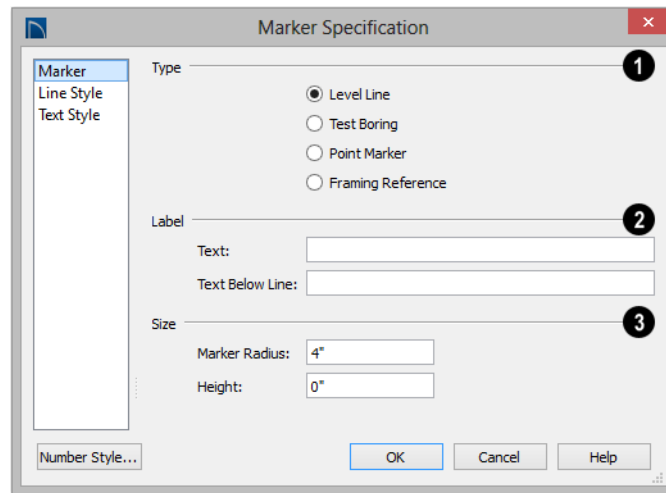 Marker Specification
Marker
Line Style
Text Style
Type
1
Level Line
Test Boring
Point Marker
Framing Reference
Label
2
Text:
Text Below Line:
Size
3
Marker Radius: 4"
Height: 0"
Number Style... OK Cancel Help